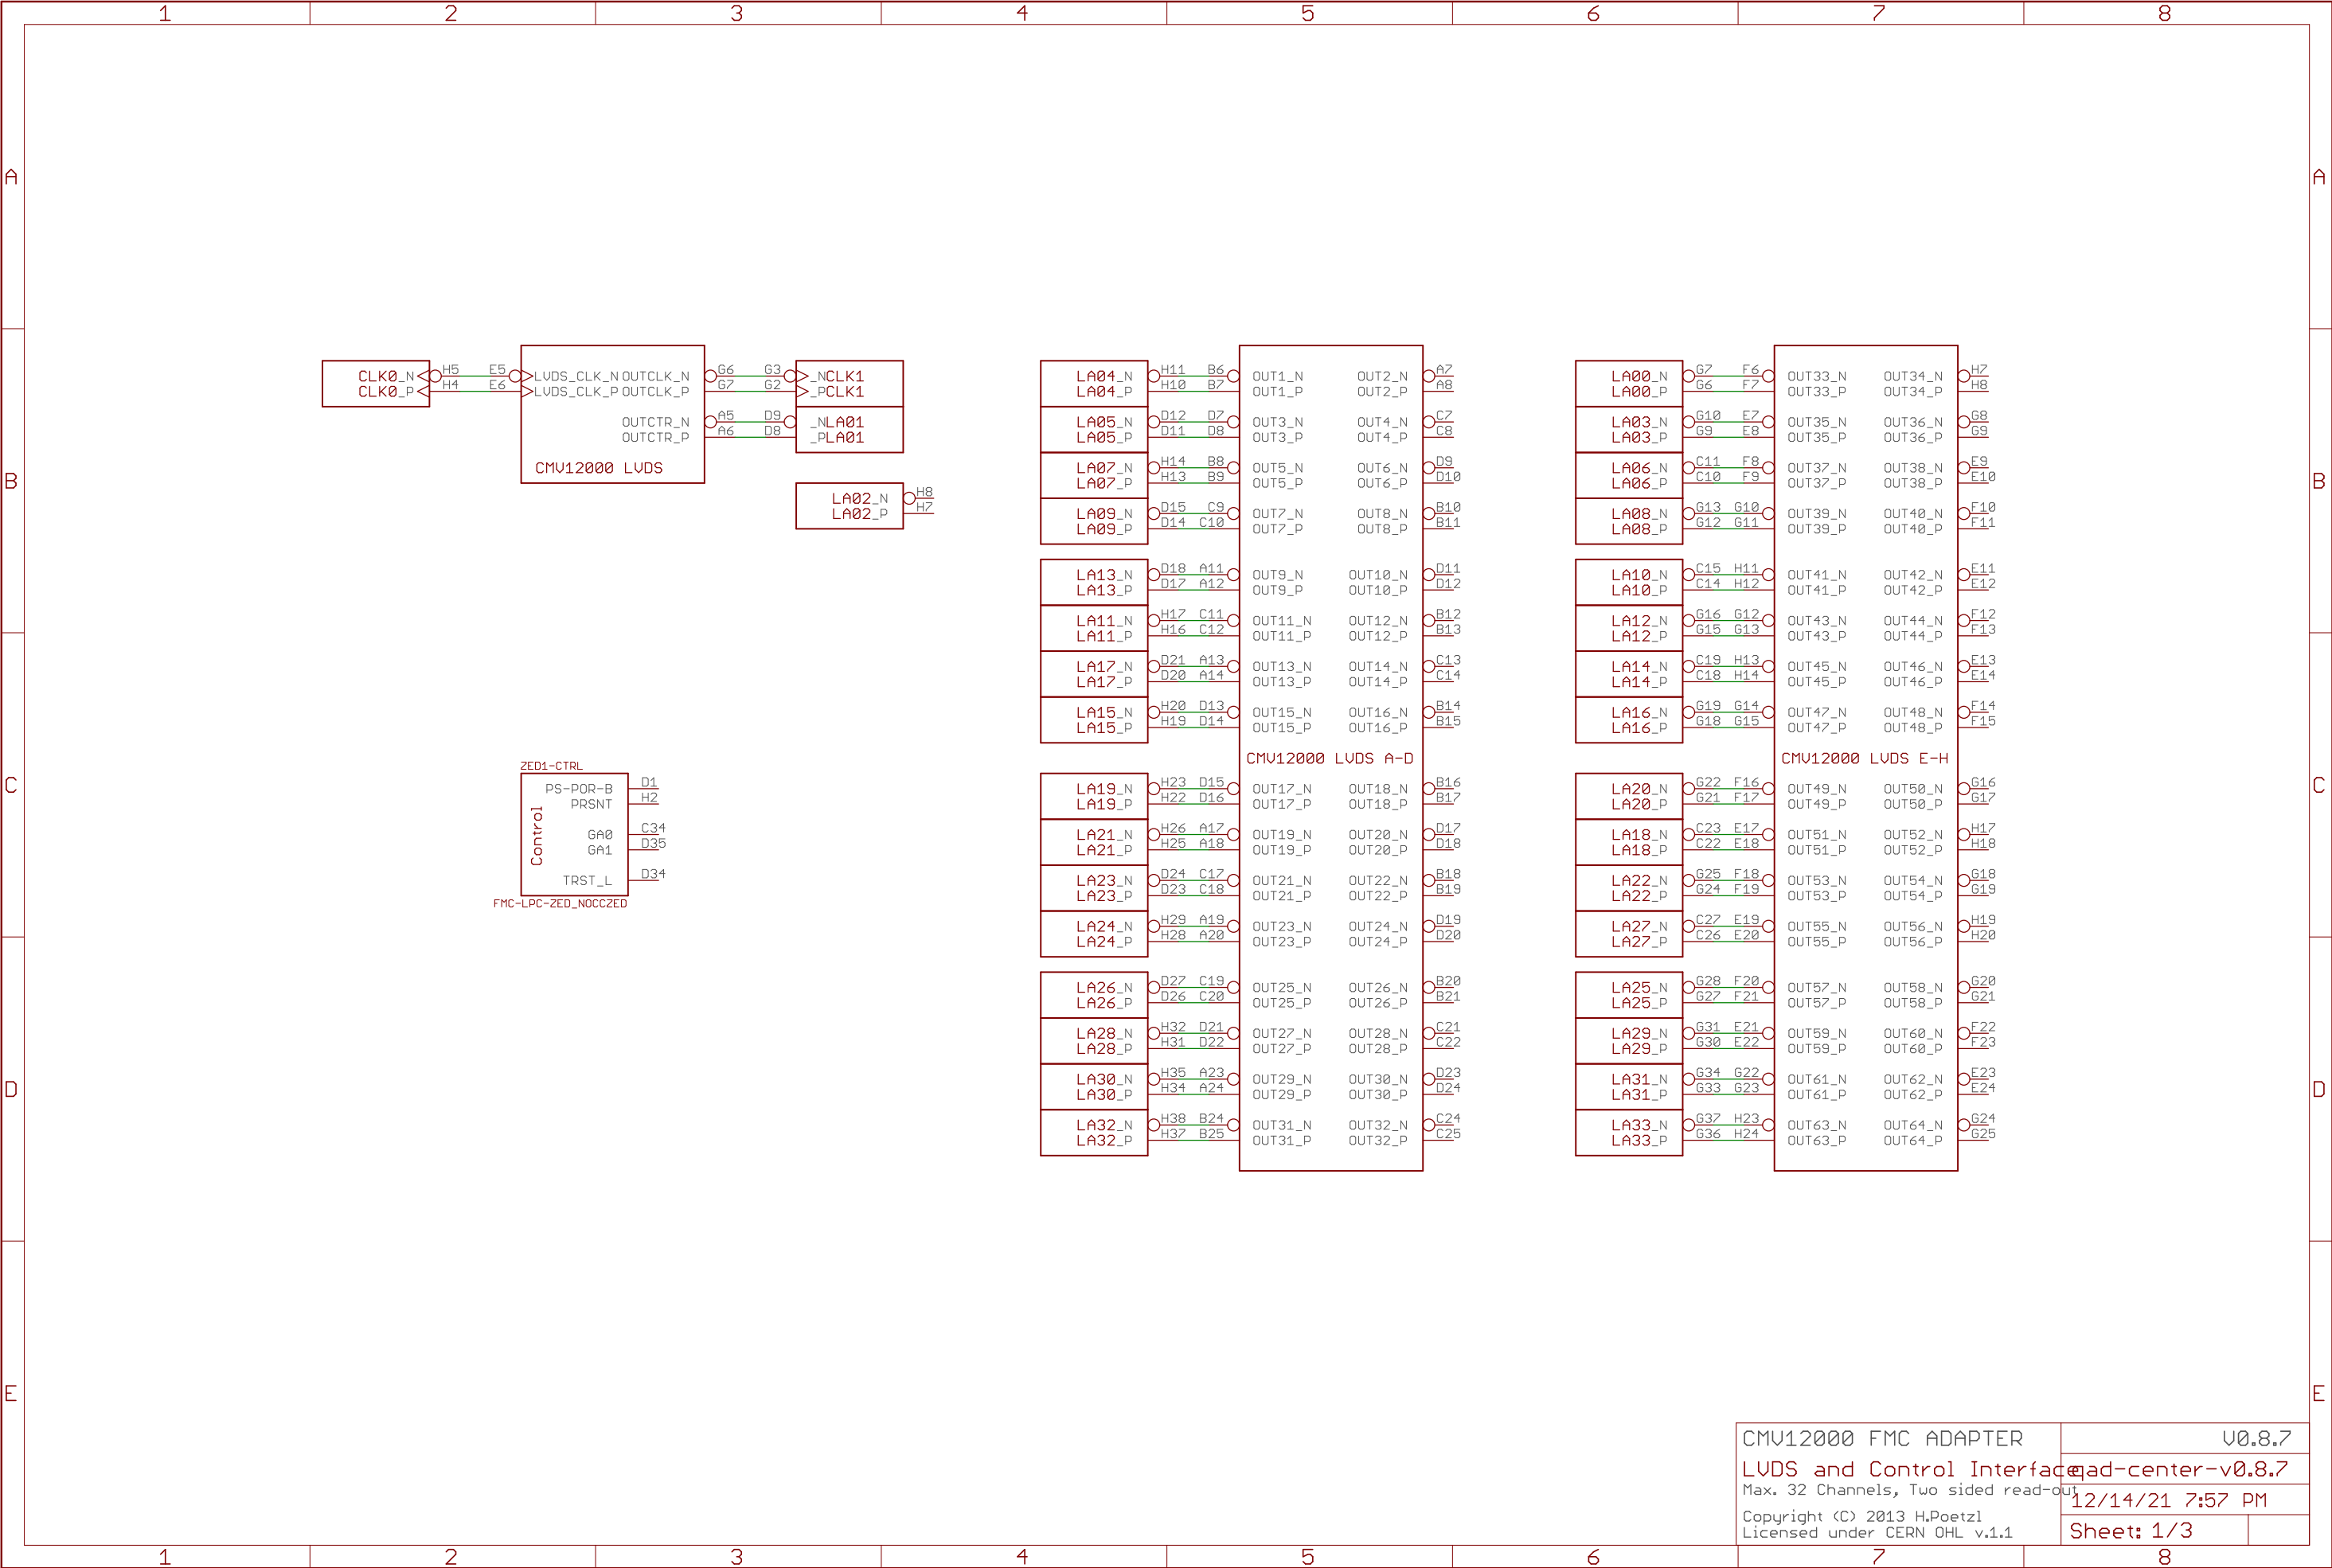 1 2 3 4 5 6 7 8
A A
CLK0_N H5 E5 LVDS_CLK_N OUTCLK_N G6 G3 _NCLK1
CLK0_P H4 E6 LVDS_CLK_P OUTCLK_P G7 G2 _PCLK1
OUTCTR_N A5 D9 _NLA01
OUTCTR_P A6 D8 _PLA01
CMV12000 LVDS
LA02_N H8
LA02_P H7
B B
ZED1-CTRL
PS-POR-B D1
PRSNT H2
Control
GA0 C34
GA1 D35
TRST_L D34
FMC-LPC-ZED_NOCCZED
LA04_N H11 B6 OUT1_N OUT2_N A7
LA04_P H10 B7 OUT1_P OUT2_P A8
LA05_N D12 D7 OUT3_N OUT4_N C7
LA05_P D11 D8 OUT3_P OUT4_P C8
LA07_N H14 B8 OUT5_N OUT6_N D9
LA07_P H13 B9 OUT5_P OUT6_P D10
LA09_N D15 C9 OUT7_N OUT8_N B10
LA09_P D14 C10 OUT7_P OUT8_P B11
LA13_N D18 A11 OUT9_N OUT10_N D11
LA13_P D17 A12 OUT9_P OUT10_P D12
LA11_N H17 C11 OUT11_N OUT12_N B12
LA11_P H16 C12 OUT11_P OUT12_P B13
LA17_N D21 A13 OUT13_N OUT14_N C13
LA17_P D20 A14 OUT13_P OUT14_P C14
LA15_N H20 D13 OUT15_N OUT16_N B14
LA15_P H19 D14 OUT15_P OUT16_P B15
CMV12000 LVDS A-D
LA19_N H23 D15 OUT17_N OUT18_N B16
LA19_P H22 D16 OUT17_P OUT18_P B17
LA21_N H26 A17 OUT19_N OUT20_N D17
LA21_P H25 A18 OUT19_P OUT20_P D18
LA23_N D24 C17 OUT21_N OUT22_N B18
LA23_P D23 C18 OUT21_P OUT22_P B19
LA24_N H29 A19 OUT23_N OUT24_N D19
LA24_P H28 A20 OUT23_P OUT24_P D20
LA26_N D27 C19 OUT25_N OUT26_N B20
LA26_P D26 C20 OUT25_P OUT26_P B21
LA28_N H32 D21 OUT27_N OUT28_N C21
LA28_P H31 D22 OUT27_P OUT28_P C22
LA30_N H35 A23 OUT29_N OUT30_N D23
LA30_P H34 A24 OUT29_P OUT30_P D24
LA32_N H38 B24 OUT31_N OUT32_N C24
LA32_P H37 B25 OUT31_P OUT32_P C25
LA00_N G7 F6 OUT33_N OUT34_N H7
LA00_P G6 F7 OUT33_P OUT34_P H8
LA03_N G10 E7 OUT35_N OUT36_N G8
LA03_P G9 E8 OUT35_P OUT36_P G9
LA06_N C11 F8 OUT37_N OUT38_N E9
LA06_P C10 F9 OUT37_P OUT38_P E10
LA08_N G13 G10 OUT39_N OUT40_N F10
LA08_P G12 G11 OUT39_P OUT40_P F11
LA10_N C15 H11 OUT41_N OUT42_N E11
LA10_P C14 H12 OUT41_P OUT42_P E12
LA12_N G16 G12 OUT43_N OUT44_N F12
LA12_P G15 G13 OUT43_P OUT44_P F13
LA14_N C19 H13 OUT45_N OUT46_N E13
LA14_P C18 H14 OUT45_P OUT46_P E14
LA16_N G19 G14 OUT47_N OUT48_N F14
LA16_P G18 G15 OUT47_P OUT48_P F15
CMV12000 LVDS E-H
LA20_N G22 F16 OUT49_N OUT50_N G16
LA20_P G21 F17 OUT49_P OUT50_P G17
LA18_N C23 E17 OUT51_N OUT52_N H17
LA18_P C22 E18 OUT51_P OUT52_P H18
LA22_N G25 F18 OUT53_N OUT54_N G18
LA22_P G24 F19 OUT53_P OUT54_P G19
LA27_N C27 E19 OUT55_N OUT56_N H19
LA27_P C26 E20 OUT55_P OUT56_P H20
LA25_N G28 F20 OUT57_N OUT58_N G20
LA25_P G27 F21 OUT57_P OUT58_P G21
LA29_N G31 E21 OUT59_N OUT60_N F22
LA29_P G30 E22 OUT59_P OUT60_P F23
LA31_N G34 G22 OUT61_N OUT62_N E23
LA31_P G33 G23 OUT61_P OUT62_P E24
LA33_N G37 H23 OUT63_N OUT64_N G24
LA33_P G36 H24 OUT63_P OUT64_P G25
C C
D D
E E
CMV12000 FMC ADAPTER V0.8.7
LVDS and Control Interface qad-center-v0.8.7
Max. 32 Channels, Two sided read-out
12/14/21 7:57 PM
Copyright (C) 2013 H.Poetzl
Licensed under CERN OHL v.1.1
Sheet: 1/3
1 2 3 4 5 6 7 8